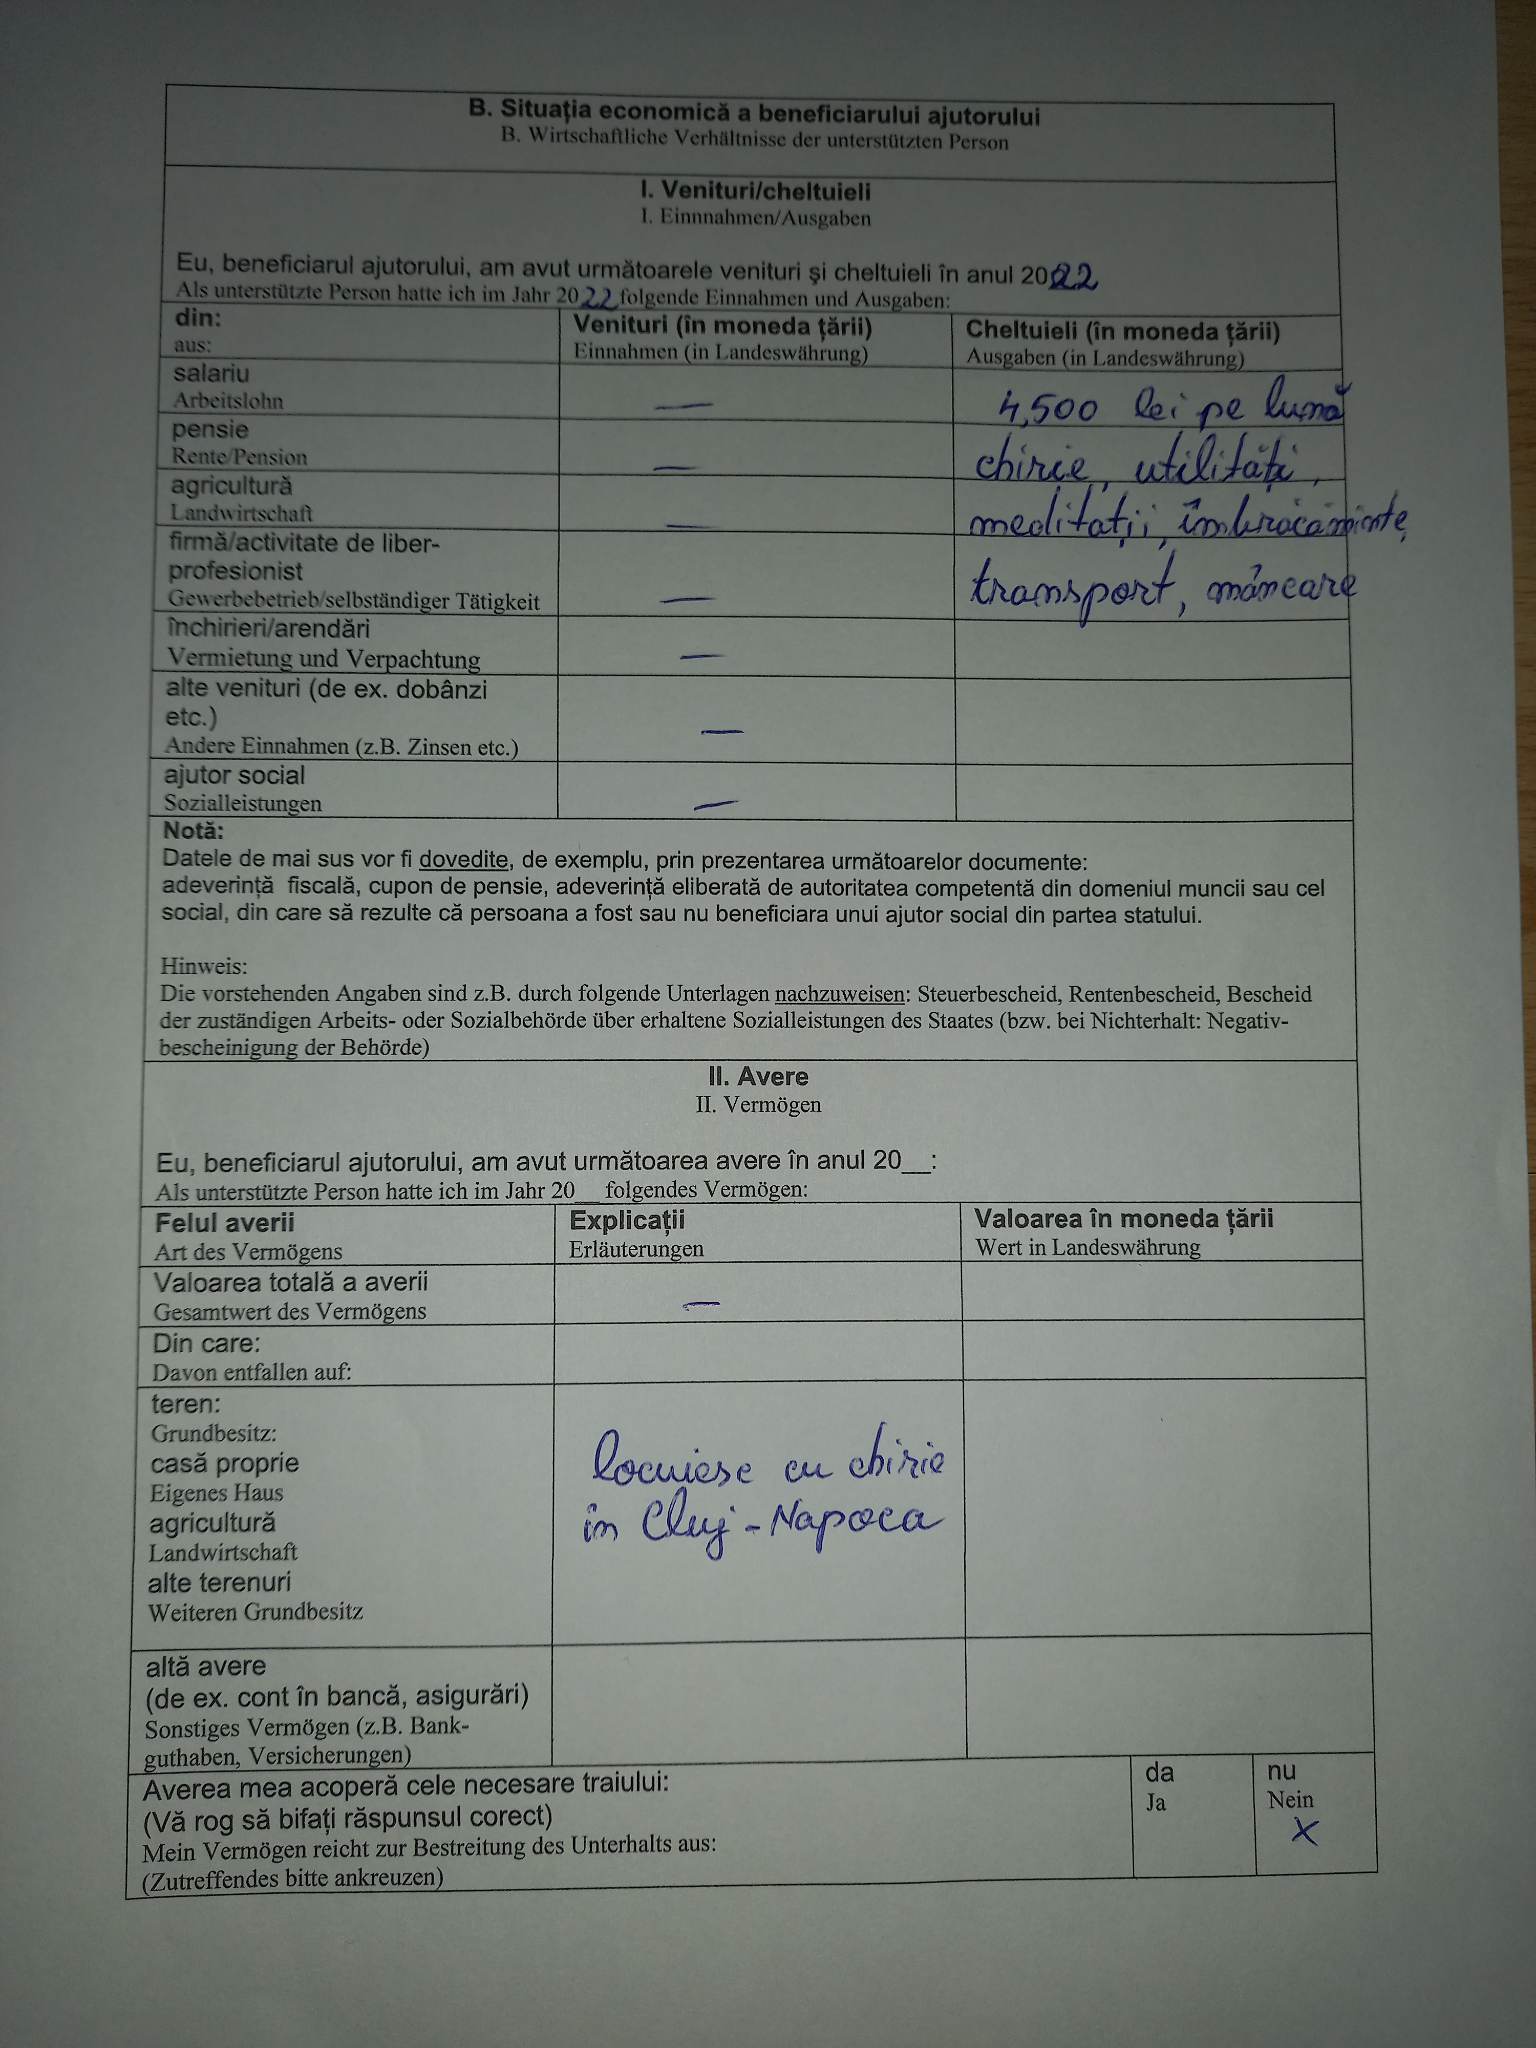 B. Situația economică a beneficiarului ajutorului
B. Wirtschaftliche Verhältnisse der unterstützten Person
I. Venituri/cheltuieli
I. Einnnahmen/Ausgaben
Eu, beneficiarul ajutorului, am avut următoarele venituri şi cheltuieli în anul 2022
Als unterstützte Person hatte ich im Jahr 2022 folgende Einnahmen und Ausgaben:
din:
aus:
Venituri (în moneda țării)
Einnahmen (in Landeswährung)
Cheltuieli (în moneda țării)
Ausgaben (in Landeswährung)
salariu
Arbeitslohn
—
4,500 lei pe lună
pensie
Rente/Pension
—
chirie, utilități,
agricultură
Landwirtschaft
—
meditații, îmbrăcăminte,
firmă/activitate de liber-
profesionist
Gewerbebetrieb/selbständiger Tätigkeit
—
transport, mâncare
închirieri/arendări
Vermietung und Verpachtung
—
alte venituri (de ex. dobânzi
etc.)
Andere Einnahmen (z.B. Zinsen etc.)
—
ajutor social
Sozialleistungen
—
Notă:
Datele de mai sus vor fi dovedite, de exemplu, prin prezentarea următoarelor documente:
adeverință fiscală, cupon de pensie, adeverință eliberată de autoritatea competentă din domeniul muncii sau cel
social, din care să rezulte că persoana a fost sau nu beneficiara unui ajutor social din partea statului.
Hinweis:
Die vorstehenden Angaben sind z.B. durch folgende Unterlagen nachzuweisen: Steuerbescheid, Rentenbescheid, Bescheid
der zuständigen Arbeits- oder Sozialbehörde über erhaltene Sozialleistungen des Staates (bzw. bei Nichterhalt: Negativ-
bescheinigung der Behörde)
II. Avere
II. Vermögen
Eu, beneficiarul ajutorului, am avut următoarea avere în anul 20__:
Als unterstützte Person hatte ich im Jahr 20__ folgendes Vermögen:
Felul averii
Art des Vermögens
Explicații
Erläuterungen
Valoarea în moneda țării
Wert in Landeswährung
Valoarea totală a averii
Gesamtwert des Vermögens
—
Din care:
Davon entfallen auf:
teren:
Grundbesitz:
casă proprie
Eigenes Haus
agricultură
Landwirtschaft
alte terenuri
Weiteren Grundbesitz
locuiesc cu chirie
în Cluj-Napoca
altă avere
(de ex. cont în bancă, asigurări)
Sonstiges Vermögen (z.B. Bank-
guthaben, Versicherungen)
Averea mea acoperă cele necesare traiului:
(Vă rog să bifați răspunsul corect)
Mein Vermögen reicht zur Bestreitung des Unterhalts aus:
(Zutreffendes bitte ankreuzen)
da
Ja
nu
Nein
X